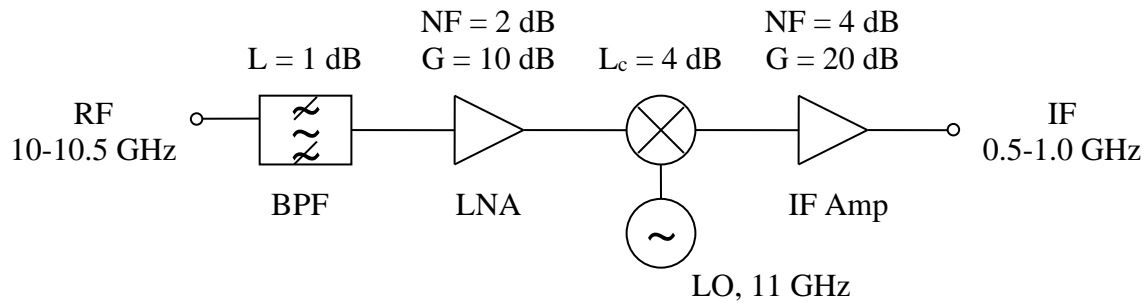 NF = 2 dB
NF = 4 dB
L = 1 dB
G = 10 dB
Lc = 4 dB
G = 20 dB
RF
10-10.5 GHz
IF
0.5-1.0 GHz
BPF
LNA
IF Amp
LO, 11 GHz